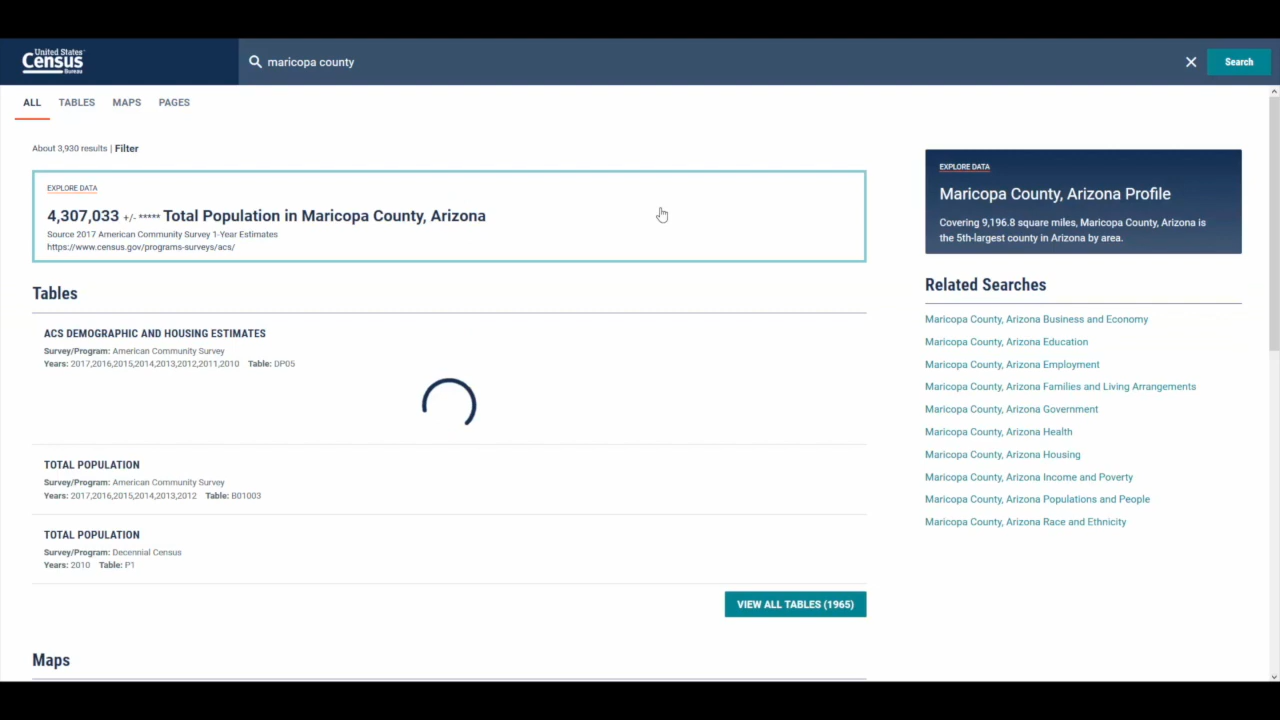 United States
Census
Bureau
maricopa county
Search
ALL
TABLES
MAPS
PAGES
About 3,930 results | Filter
EXPLORE DATA
4,307,033 +/- ***** Total Population in Maricopa County, Arizona
Source 2017 American Community Survey 1-Year Estimates
https://www.census.gov/programs-surveys/acs/
Tables
ACS DEMOGRAPHIC AND HOUSING ESTIMATES
Survey/Program: American Community Survey
Years: 2017,2016,2015,2014,2013,2012,2011,2010 Table: DP05
TOTAL POPULATION
Survey/Program: American Community Survey
Years: 2017,2016,2015,2014,2013,2012 Table: B01003
TOTAL POPULATION
Survey/Program: Decennial Census
Years: 2010 Table: P1
VIEW ALL TABLES (1965)
Maps
EXPLORE DATA
Maricopa County, Arizona Profile
Covering 9,196.8 square miles, Maricopa County, Arizona is
the 5th-largest county in Arizona by area.
Related Searches
Maricopa County, Arizona Business and Economy
Maricopa County, Arizona Education
Maricopa County, Arizona Employment
Maricopa County, Arizona Families and Living Arrangements
Maricopa County, Arizona Government
Maricopa County, Arizona Health
Maricopa County, Arizona Housing
Maricopa County, Arizona Income and Poverty
Maricopa County, Arizona Populations and People
Maricopa County, Arizona Race and Ethnicity